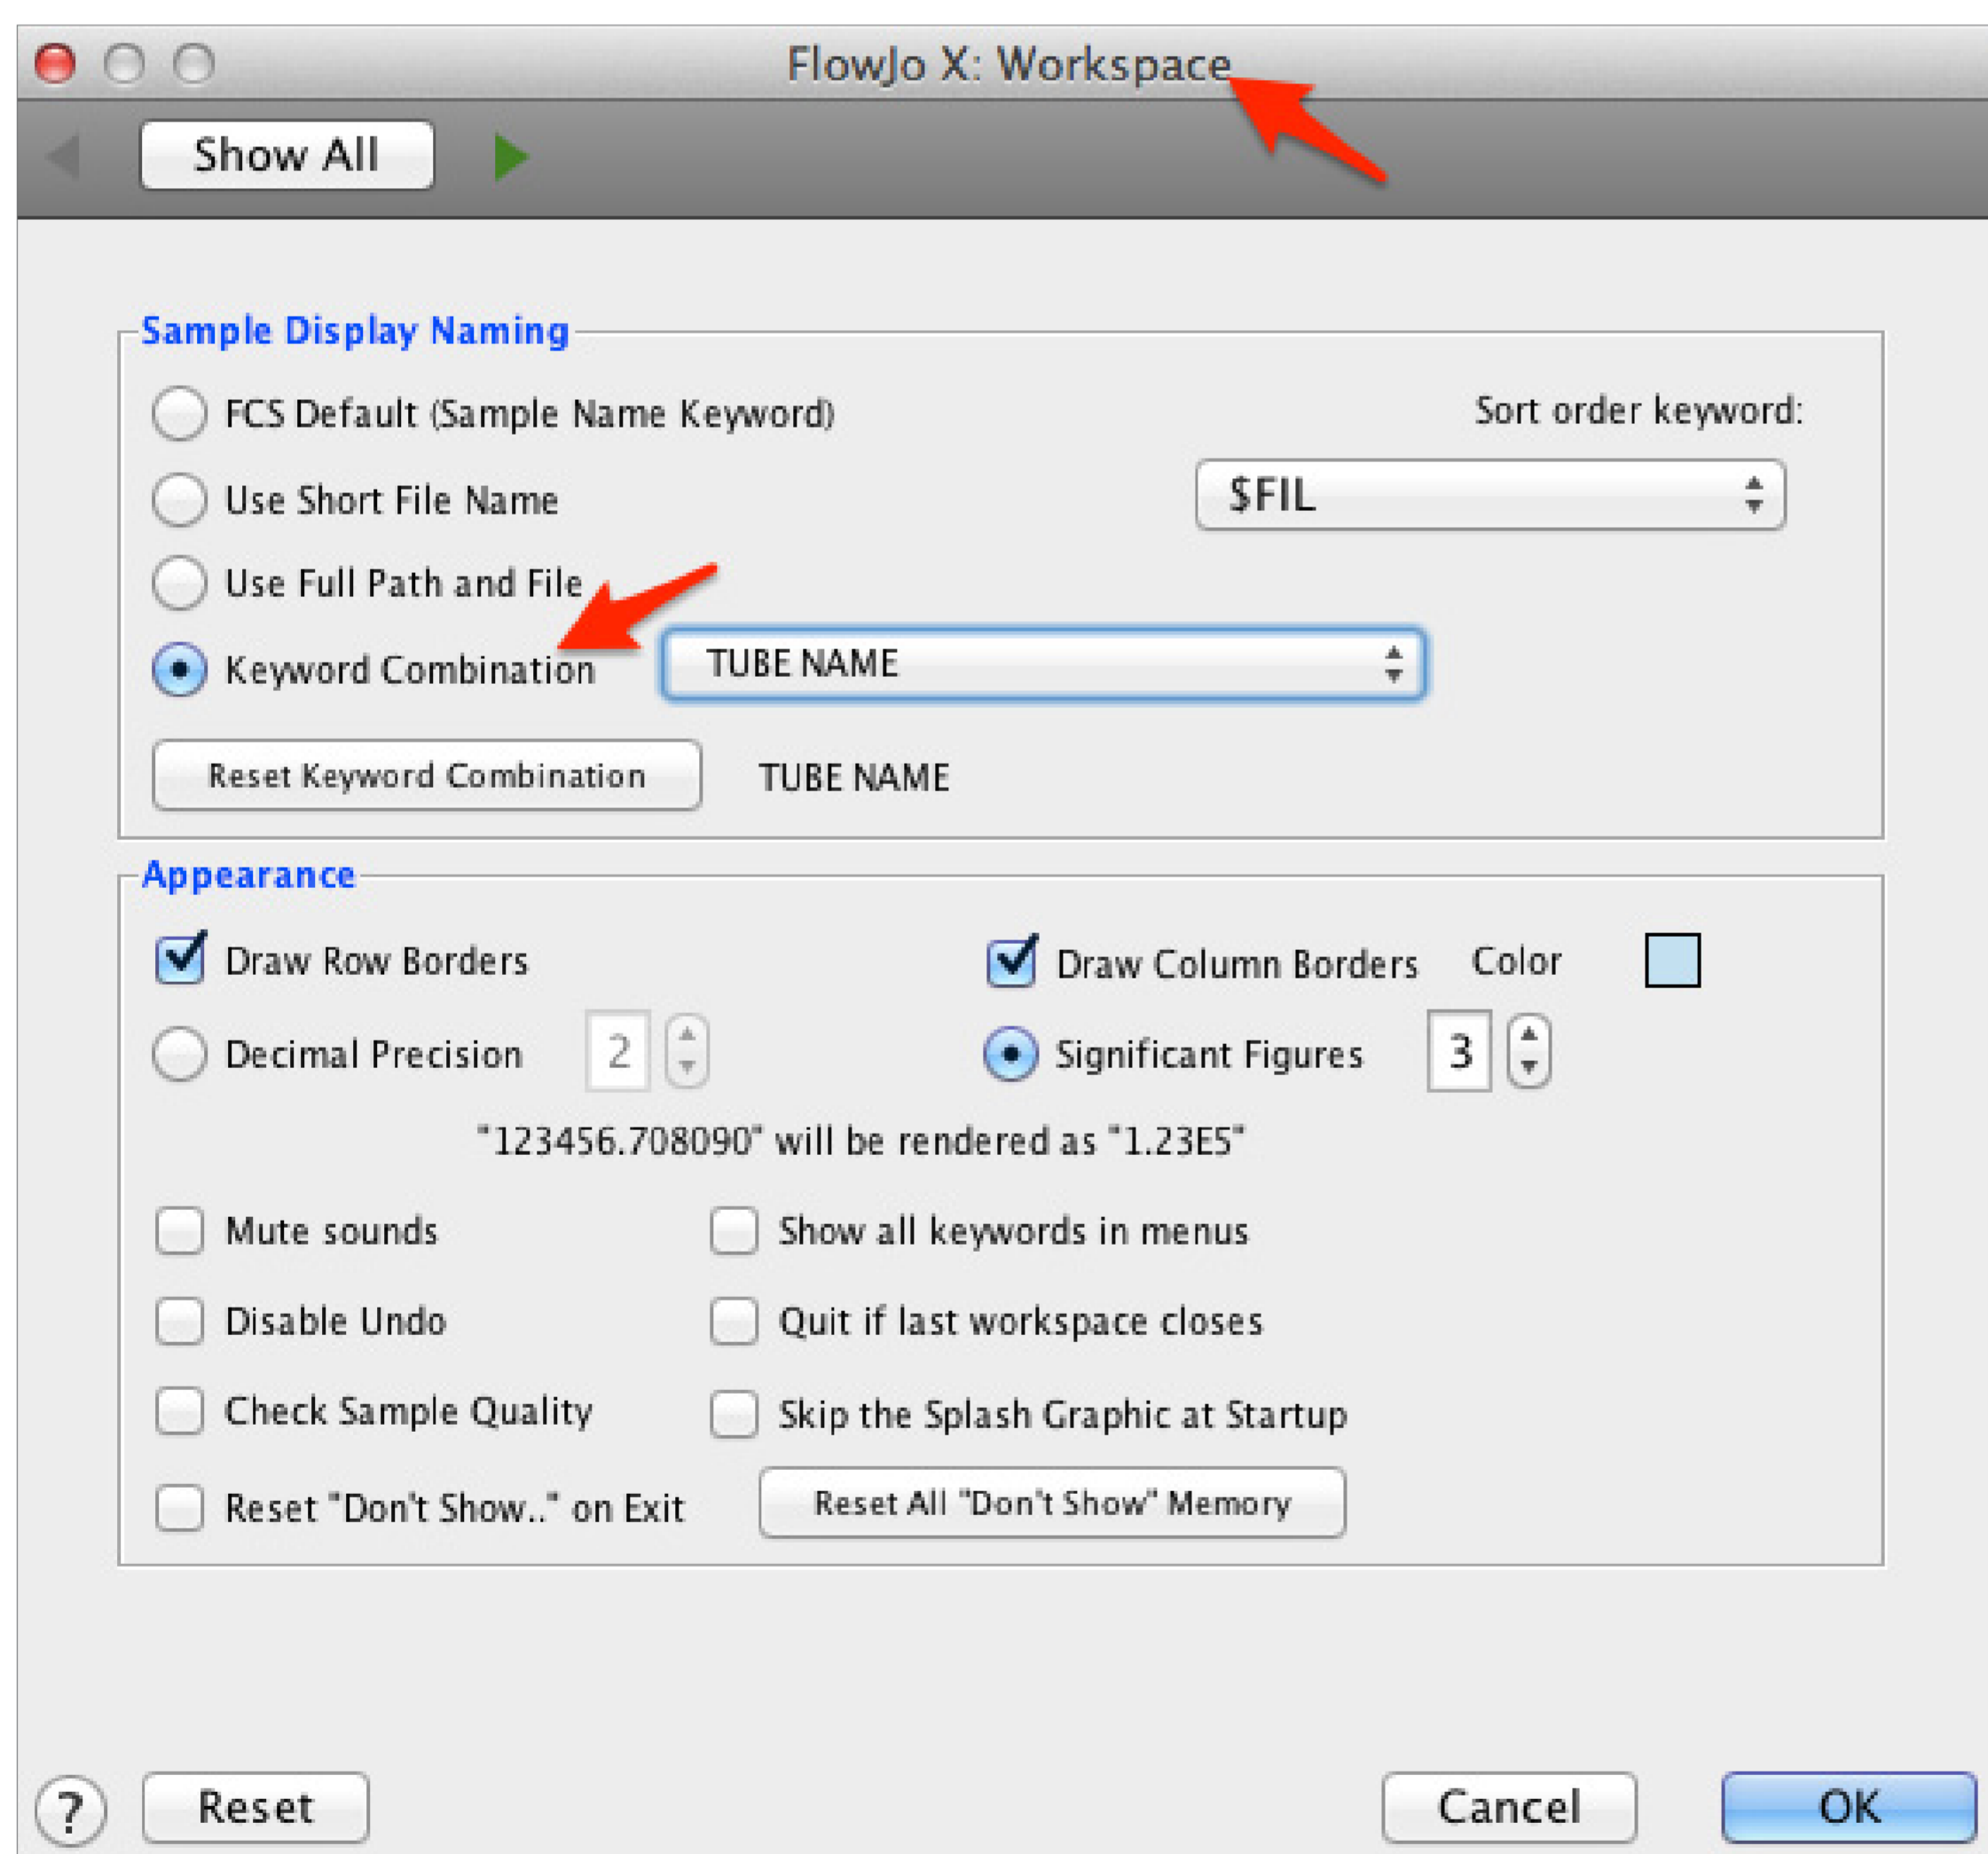 FlowJo X: Workspace
Show All
Sample Display Naming
FCS Default (Sample Name Keyword)
Sort order keyword:
Use Short File Name
$FIL
Use Full Path and File
Keyword Combination
TUBE NAME
Reset Keyword Combination
TUBE NAME
Appearance
Draw Row Borders
Draw Column Borders
Color
Decimal Precision
2
Significant Figures
3
"123456.708090" will be rendered as "1.23E5"
Mute sounds
Show all keywords in menus
Disable Undo
Quit if last workspace closes
Check Sample Quality
Skip the Splash Graphic at Startup
Reset "Don't Show.." on Exit
Reset All "Don't Show" Memory
?
Reset
Cancel
OK